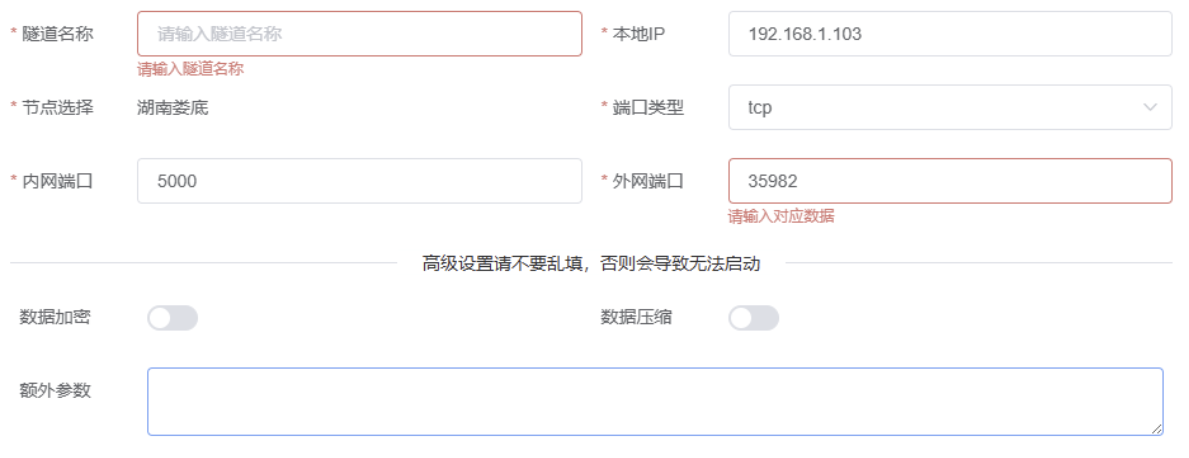 * 隧道名称 请输入隧道名称 * 本地IP 192.168.1.103
请输入隧道名称
* 节点选择 湖南娄底 * 端口类型 tcp
* 内网端口 5000 * 外网端口 35982
请输入对应数据
高级设置请不要乱填，否则会导致无法启动
数据加密 数据压缩
额外参数